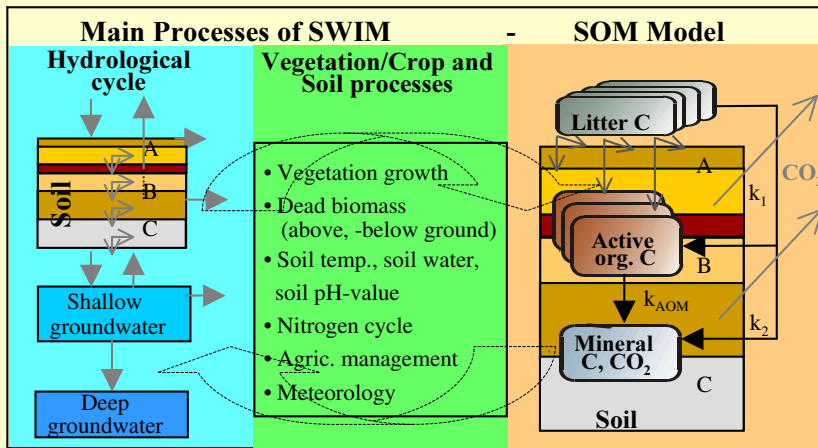 Main Processes of SWIM - SOM Model
Hydrological
cycle
A
B
C
Soil
Shallow
groundwater
Deep
groundwater
Vegetation/Crop and
Soil processes
• Vegetation growth
• Dead biomass
(above, -below ground)
• Soil temp., soil water,
soil pH-value
• Nitrogen cycle
• Agric. management
• Meteorology
Litter C
A
k₁
CO₂
Active
org. C
B
k_AOM
k₂
Mineral
C, CO₂
C
Soil